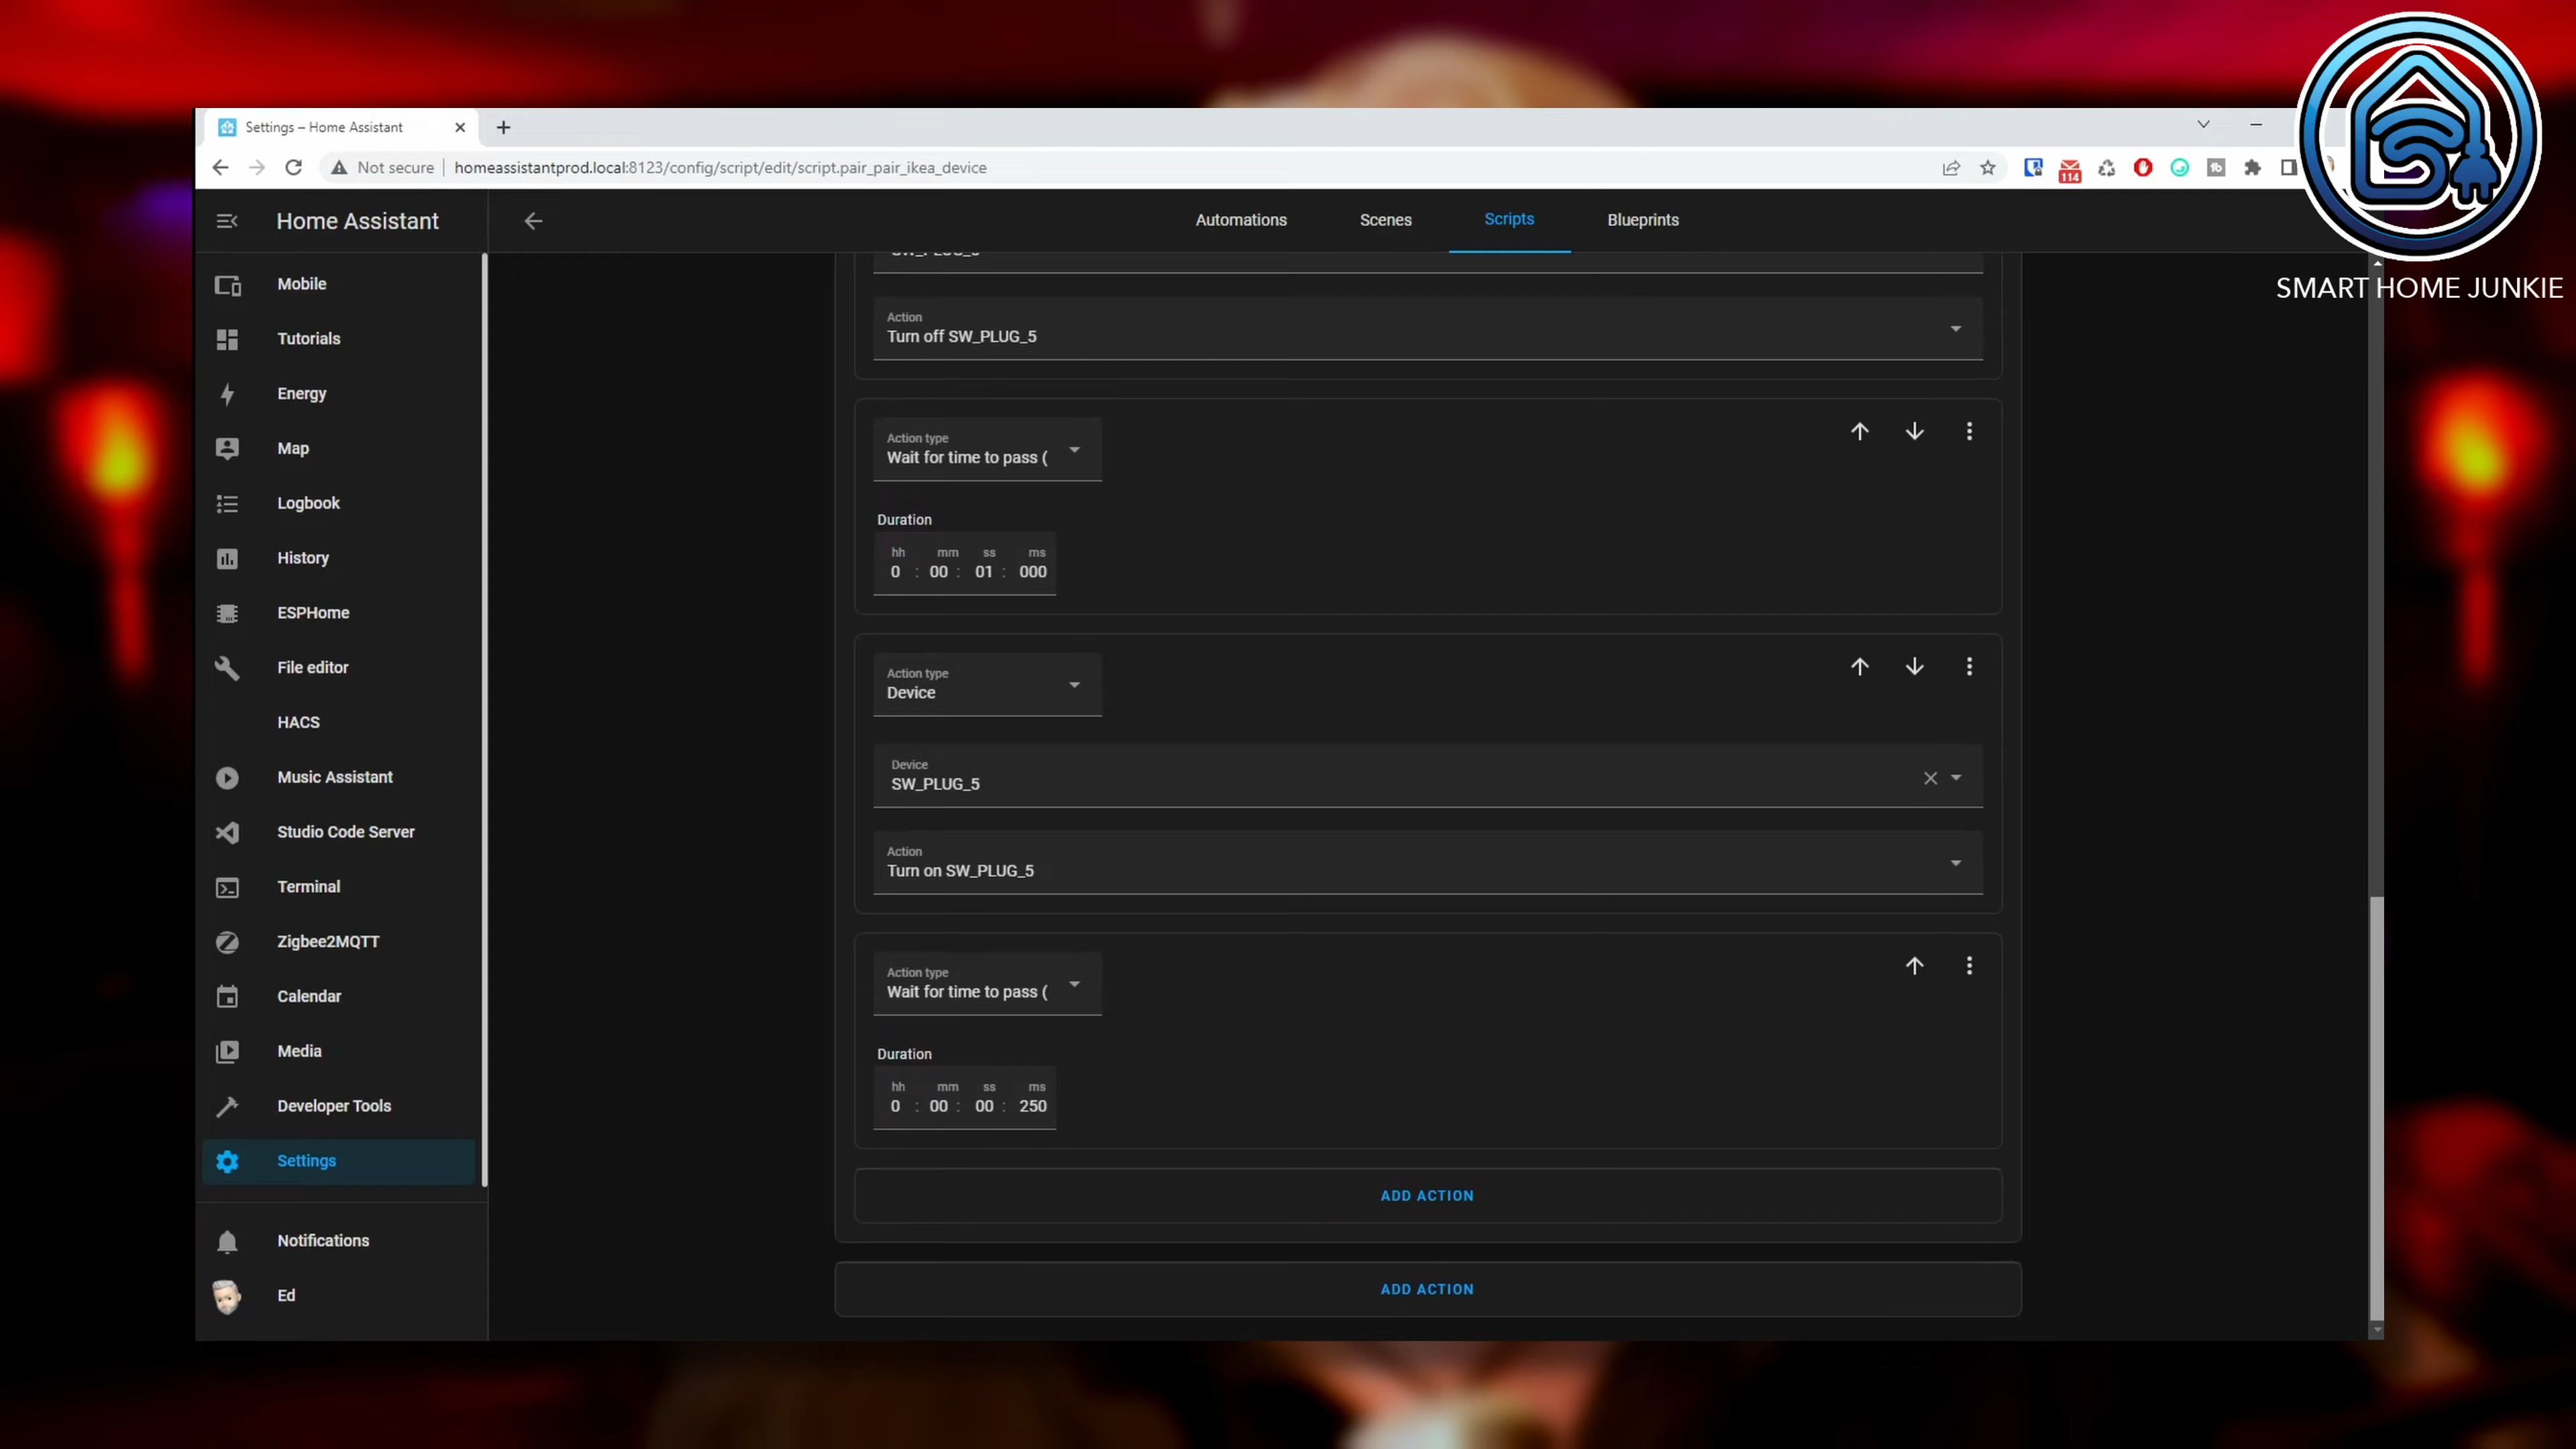 Settings – Home Assistant
Not secure
homeassistantprod.local:8123/config/script/edit/script.pair_pair_ikea_device
114
SMART HOME JUNKIE
Home Assistant
Automations
Scenes
Scripts
Blueprints
Mobile
Tutorials
Energy
Map
Logbook
History
ESPHome
File editor
HACS
Music Assistant
Studio Code Server
Terminal
Zigbee2MQTT
Calendar
Media
Developer Tools
Settings
Notifications
Ed
SW_PLUG_5
Action
Turn off SW_PLUG_5
Action type
Wait for time to pass (
Duration
hh mm ss ms
0 : 00 : 01 : 000
Action type
Device
Device
SW_PLUG_5
Action
Turn on SW_PLUG_5
Action type
Wait for time to pass (
Duration
hh mm ss ms
0 : 00 : 00 : 250
ADD ACTION
ADD ACTION